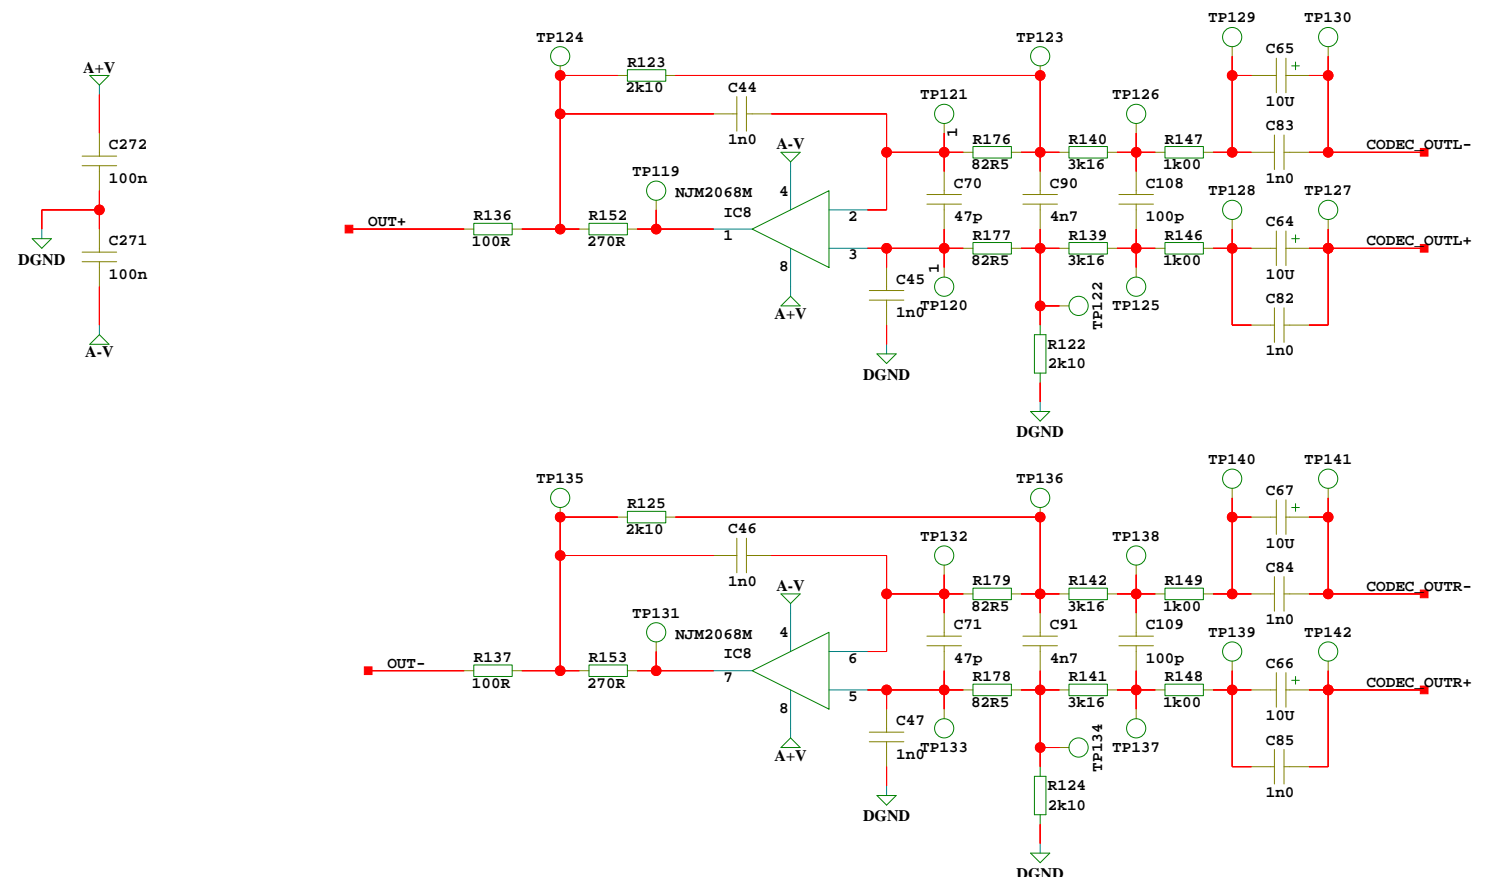 A+V
C272
100n
DGND
C271
100n
A-V
TP124
R123
2k10
C44
1n0
TP123
TP129
TP130
C65
+
10U
C83
1n0
CODEC_OUTL-
TP121
1
R176
82R5
R140
3k16
TP126
R147
1k00
A-V
4
TP119
NJM2068M
IC8
1
2
3
8
A+V
OUT+
R136
100R
R152
270R
C70
47p
C90
4n7
C108
100p
TP128
TP127
C64
+
10U
CODEC_OUTL+
R177
82R5
R139
3k16
R146
1k00
C45
1n0
1
TP120
TP122
TP125
C82
1n0
R122
2k10
DGND
DGND
TP135
R125
2k10
C46
1n0
TP136
TP140
TP141
C67
+
10U
C84
1n0
CODEC_OUTR-
TP132
R179
82R5
R142
3k16
TP138
R149
1k00
A-V
4
TP131
NJM2068M
IC8
7
6
5
8
A+V
OUT-
R137
100R
R153
270R
C71
47p
C91
4n7
C109
100p
TP139
TP142
C66
+
10U
CODEC_OUTR+
R178
82R5
R141
3k16
R148
1k00
C47
1n0
TP133
TP134
TP137
C85
1n0
R124
2k10
DGND
DGND